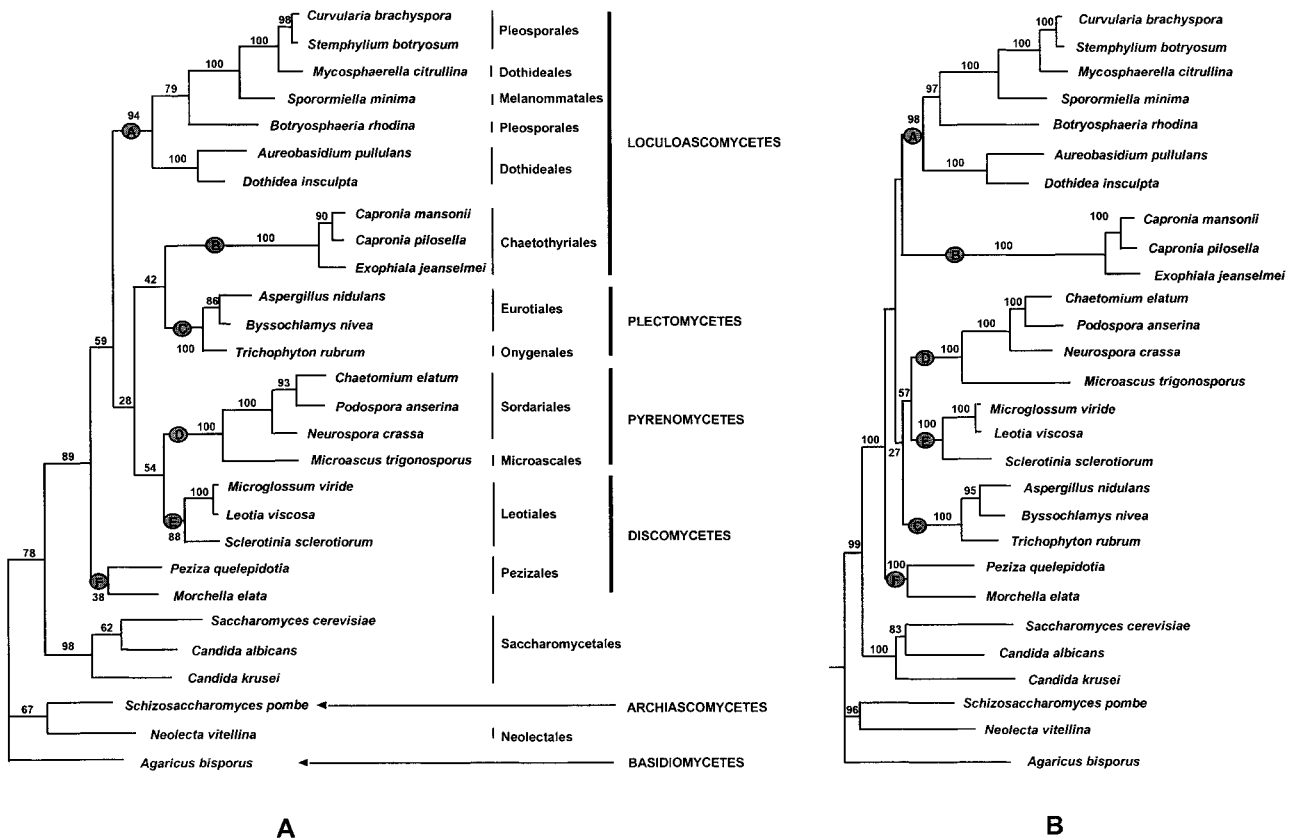 98
Curvularia brachyspora
Stemphylium botryosum
Pleosporales
100
Mycosphaerella citrullina
Dothideales
100
Sporormiella minima
Melanommatales
79
Botryosphaeria rhodina
Pleosporales
94
A
LOCULOASCOMYCETES
100
Aureobasidium pullulans
Dothidea insculpta
Dothideales
90
Capronia mansonii
B
100
Capronia pilosella
Chaetothyriales
Exophiala jeanselmei
42
86
Aspergillus nidulans
Byssochlamys nivea
Eurotiales
C
PLECTOMYCETES
100
Trichophyton rubrum
Onygenales
59
93
Chaetomium elatum
28
100
Podospora anserina
Sordariales
D
100
Neurospora crassa
PYRENOMYCETES
Microascus trigonosporus
Microascales
54
89
100
Microglossum viride
Leotia viscosa
Leotiales
E
88
Sclerotinia sclerotiorum
DISCOMYCETES
Peziza quelepidotia
Pezizales
F
38
Morchella elata
78
62
Saccharomyces cerevisiae
98
Candida albicans
Saccharomycetales
Candida krusei
67
Schizosaccharomyces pombe
ARCHIASCOMYCETES
Neolecta vitellina
Neolectales
Agaricus bisporus
BASIDIOMYCETES
A
100
Curvularia brachyspora
100
Stemphylium botryosum
100
Mycosphaerella citrullina
97
Sporormiella minima
Botryosphaeria rhodina
98
A
100
Aureobasidium pullulans
Dothidea insculpta
100
Capronia mansonii
B
100
Capronia pilosella
Exophiala jeanselmei
100
Chaetomium elatum
100
Podospora anserina
D
100
Neurospora crassa
Microascus trigonosporus
57
100
Microglossum viride
100
E
Leotia viscosa
100
27
Sclerotinia sclerotiorum
95
Aspergillus nidulans
C
100
Byssochlamys nivea
Trichophyton rubrum
99
100
F
Peziza quelepidotia
Morchella elata
83
Saccharomyces cerevisiae
100
Candida albicans
Candida krusei
96
Schizosaccharomyces pombe
Neolecta vitellina
Agaricus bisporus
B